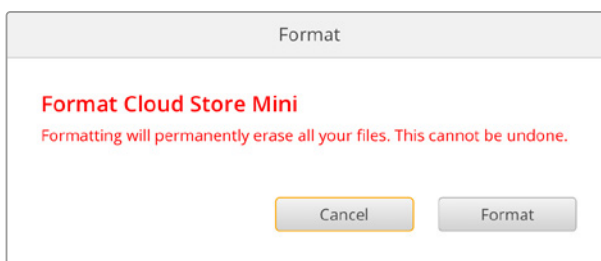 Format
Format Cloud Store Mini
Formatting will permanently erase all your files. This cannot be undone.
Cancel Format